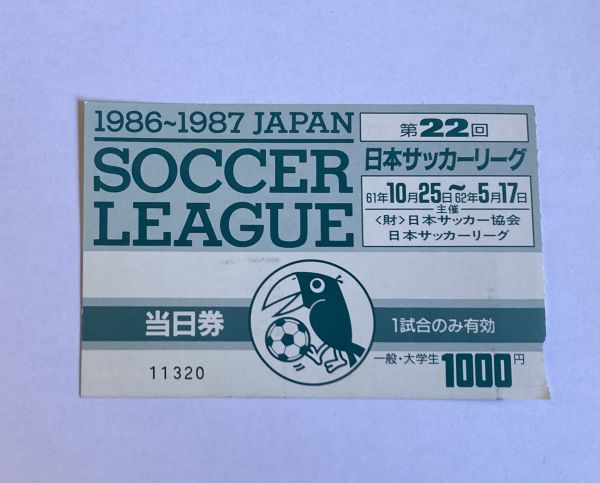 1986~1987 JAPAN
SOCCER
LEAGUE
第22回
日本サッカーリーグ
61年10月25日~62年5月17日
主催
〈財〉日本サッカー協会
日本サッカーリーグ
当日券
1試合のみ有効
11320
一般・大学生 1000円